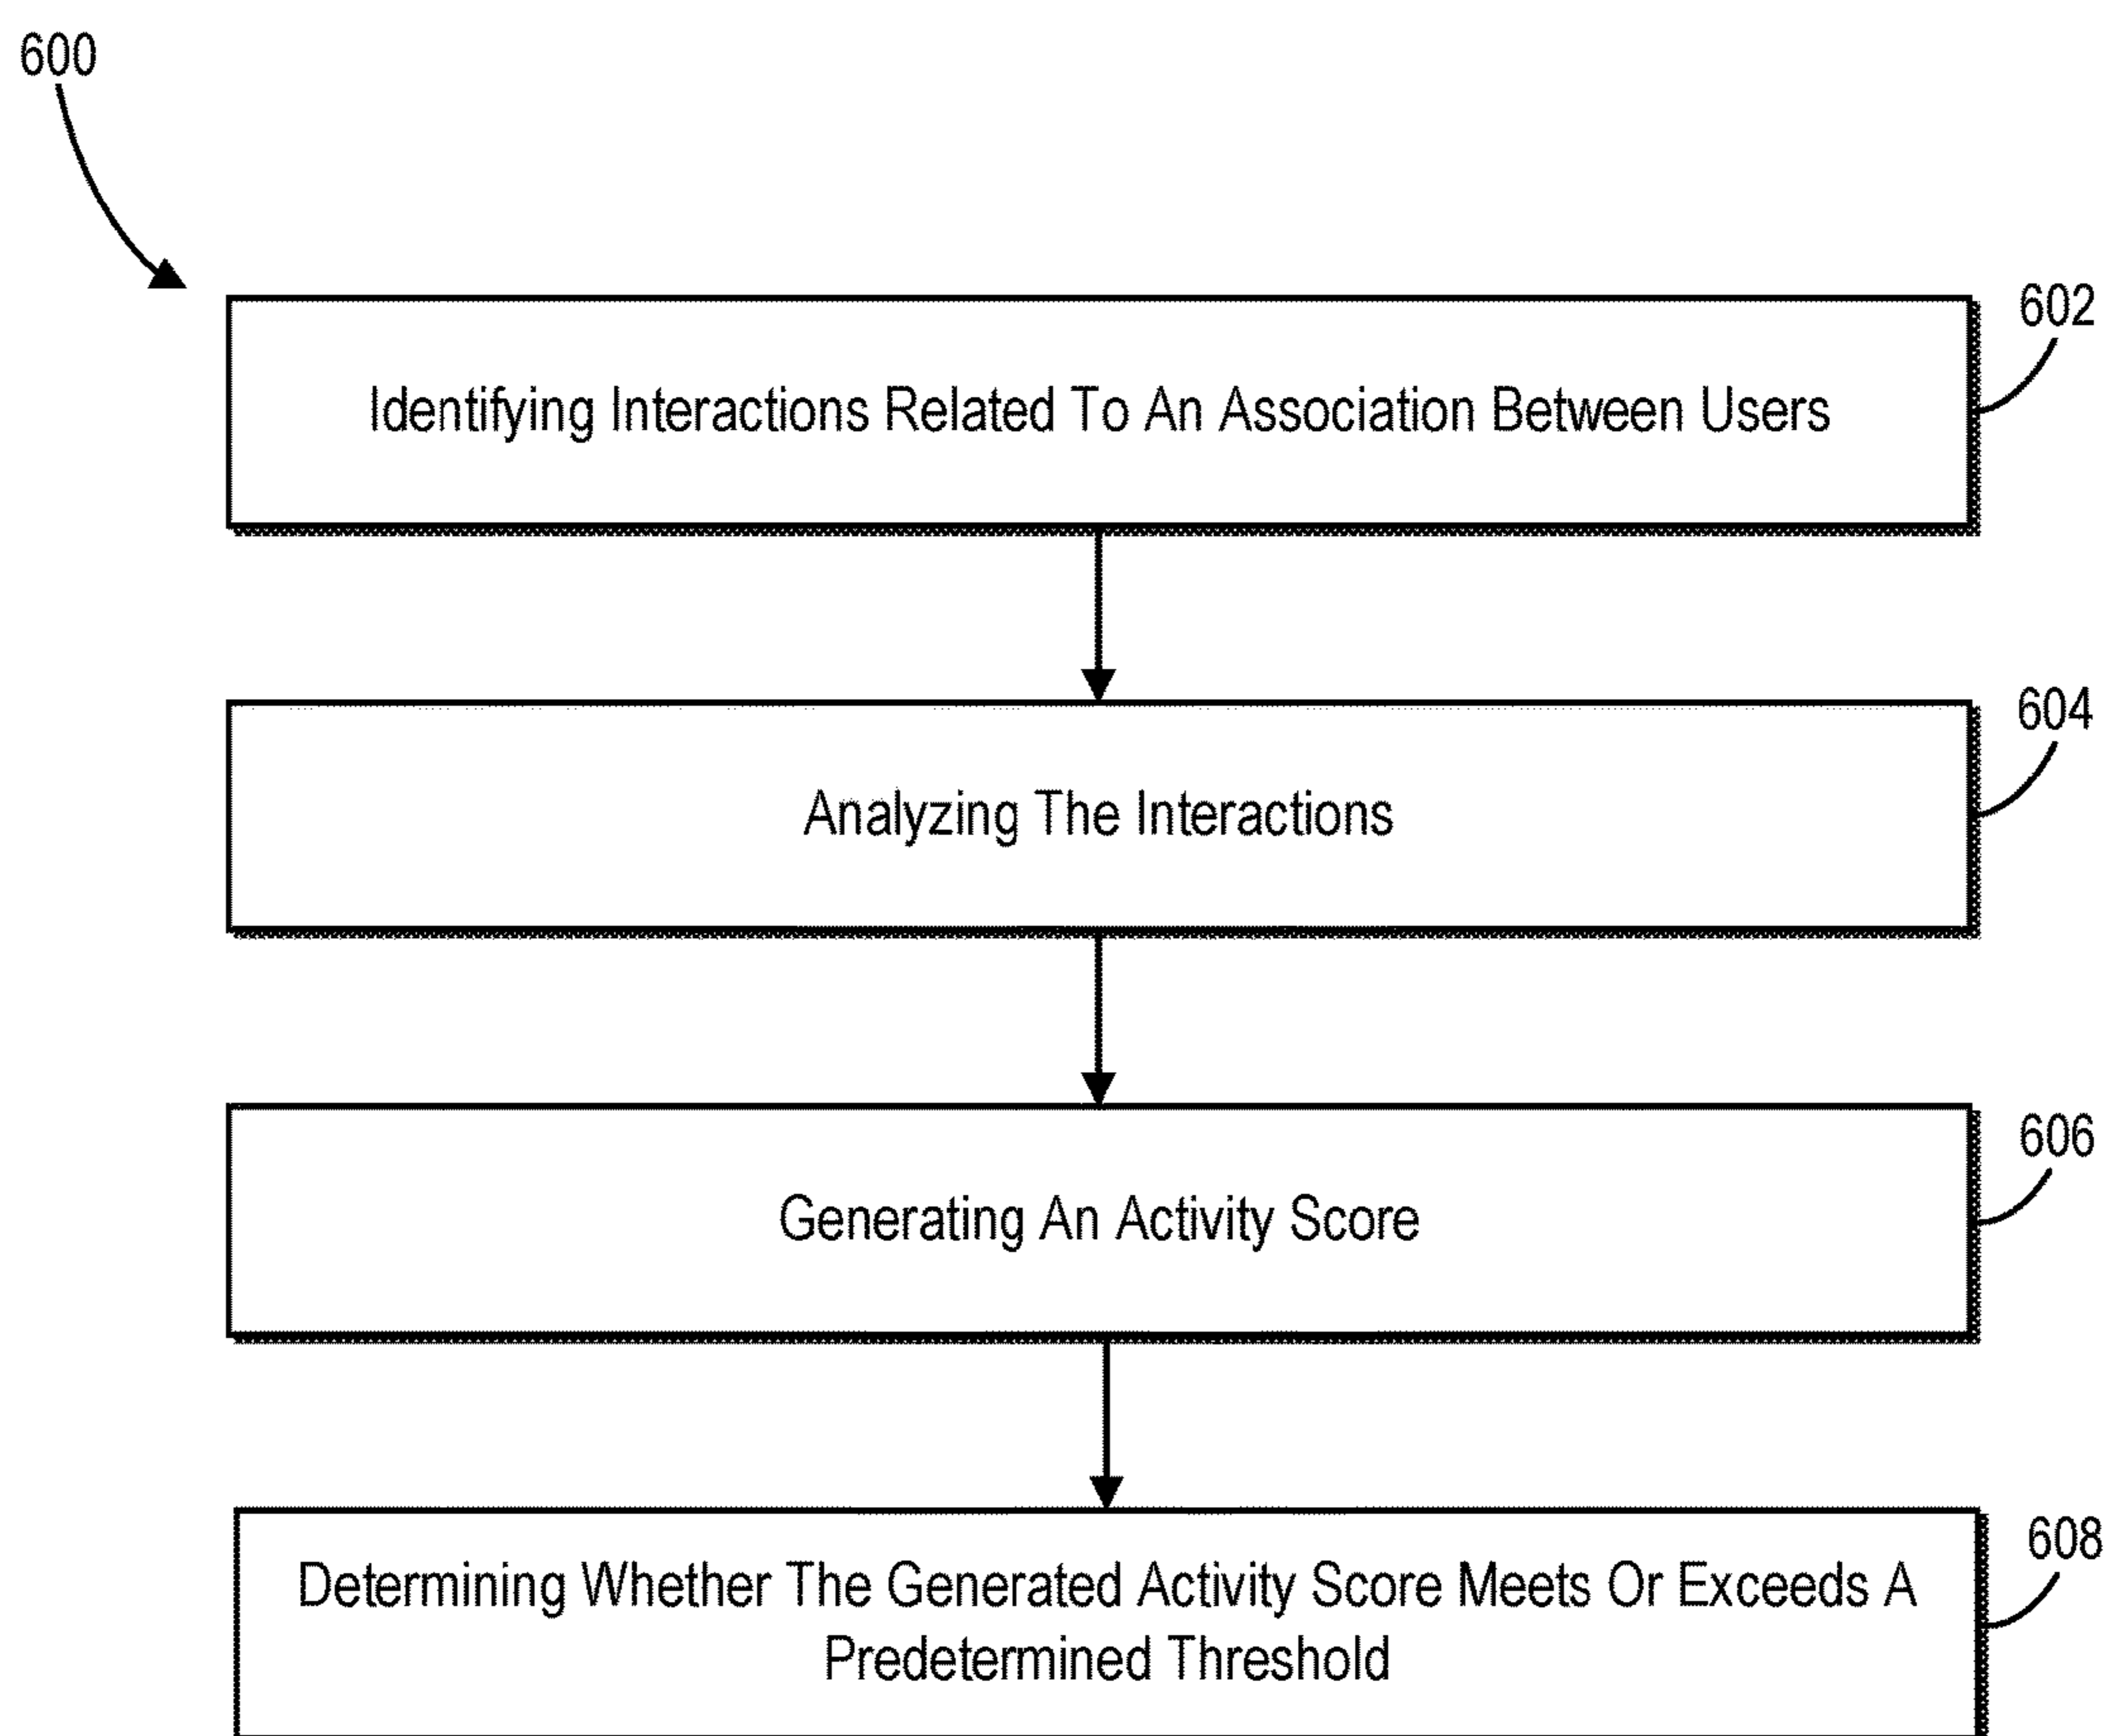 600
602
Identifying Interactions Related To An Association Between Users
604
Analyzing The Interactions
606
Generating An Activity Score
608
Determining Whether The Generated Activity Score Meets Or Exceeds A
Predetermined Threshold